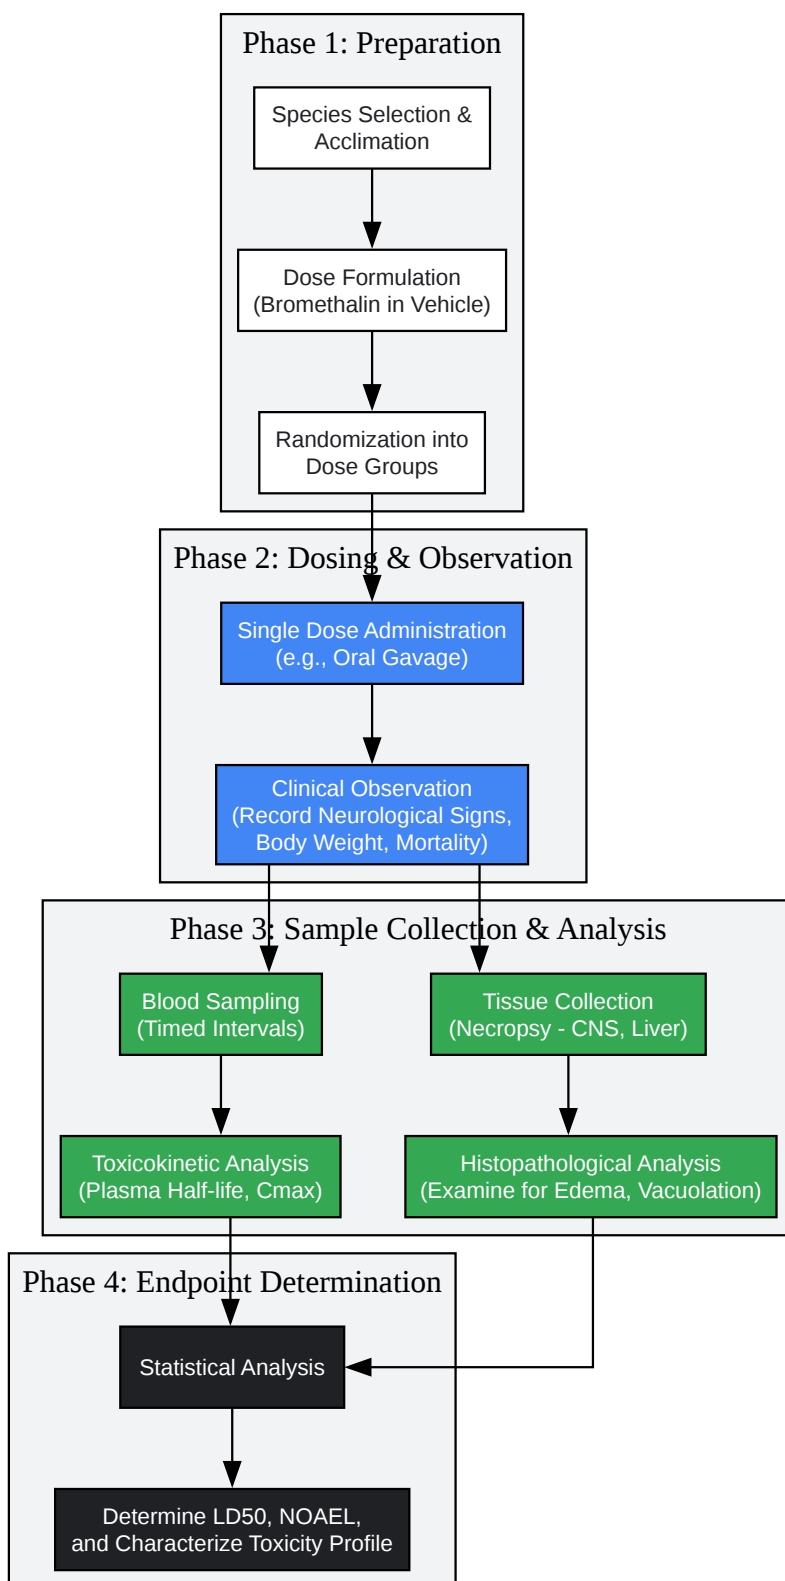 Phase 1: Preparation
Species Selection &
Acclimation
Dose Formulation
(Bromethalin in Vehicle)
Randomization into
Dose Groups
Phase 2: Dosing & Observation
Single Dose Administration
(e.g., Oral Gavage)
Clinical Observation
(Record Neurological Signs,
Body Weight, Mortality)
Phase 3: Sample Collection & Analysis
Blood Sampling
(Timed Intervals)
Tissue Collection
(Necropsy - CNS, Liver)
Toxicokinetic Analysis
(Plasma Half-life, Cmax)
Histopathological Analysis
(Examine for Edema, Vacuolation)
Phase 4: Endpoint Determination
Statistical Analysis
Determine LD50, NOAEL,
and Characterize Toxicity Profile